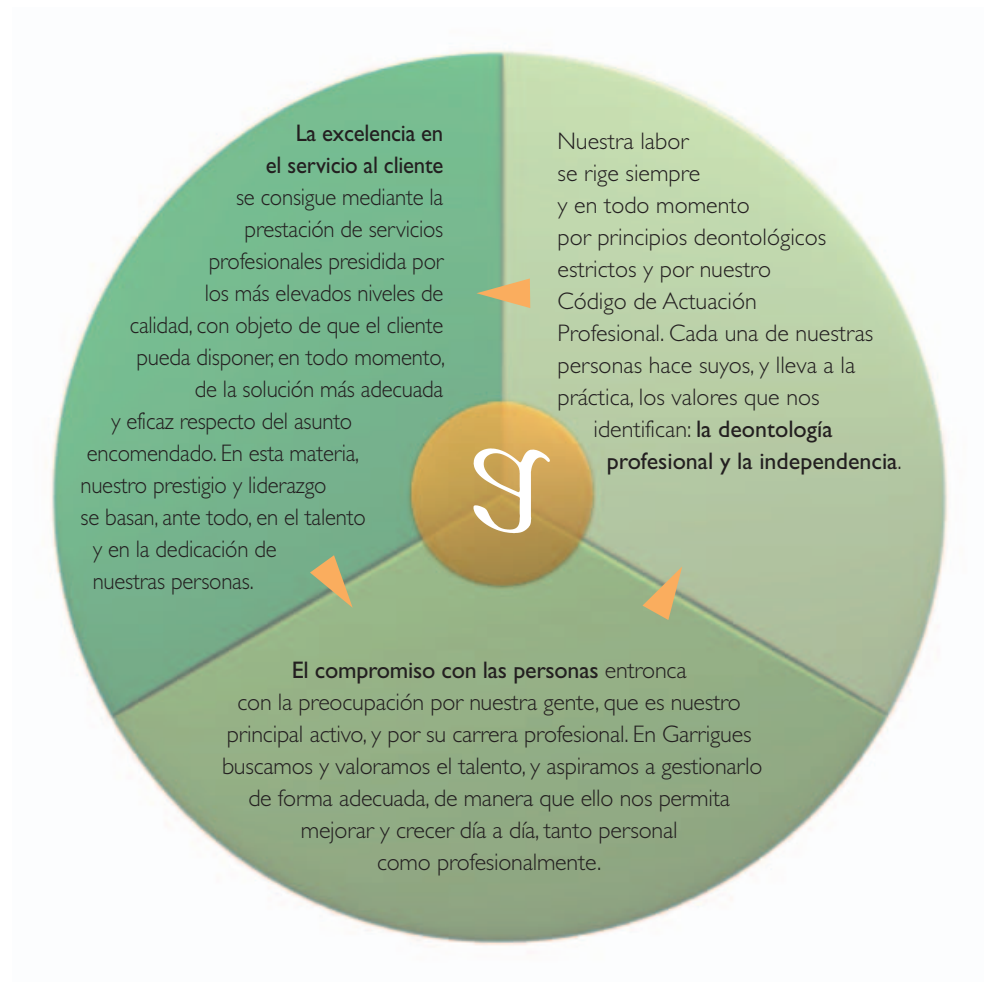 La excelencia en
el servicio al cliente
se consigue mediante la
prestación de servicios
profesionales presidida por
los más elevados niveles de
calidad, con objeto de que el cliente
pueda disponer, en todo momento,
de la solución más adecuada
y eficaz respecto del asunto
encomendado. En esta materia,
nuestro prestigio y liderazgo
se basan, ante todo, en el talento
y en la dedicación de
nuestras personas.
Nuestra labor
se rige siempre
y en todo momento
por principios deontológicos
estrictos y por nuestro
Código de Actuación
Profesional. Cada una de nuestras
personas hace suyos, y lleva a la
práctica, los valores que nos
identifican: la deontología
profesional y la independencia.
g
El compromiso con las personas entronca
con la preocupación por nuestra gente, que es nuestro
principal activo, y por su carrera profesional. En Garrigues
buscamos y valoramos el talento, y aspiramos a gestionarlo
de forma adecuada, de manera que ello nos permita
mejorar y crecer día a día, tanto personal
como profesionalmente.